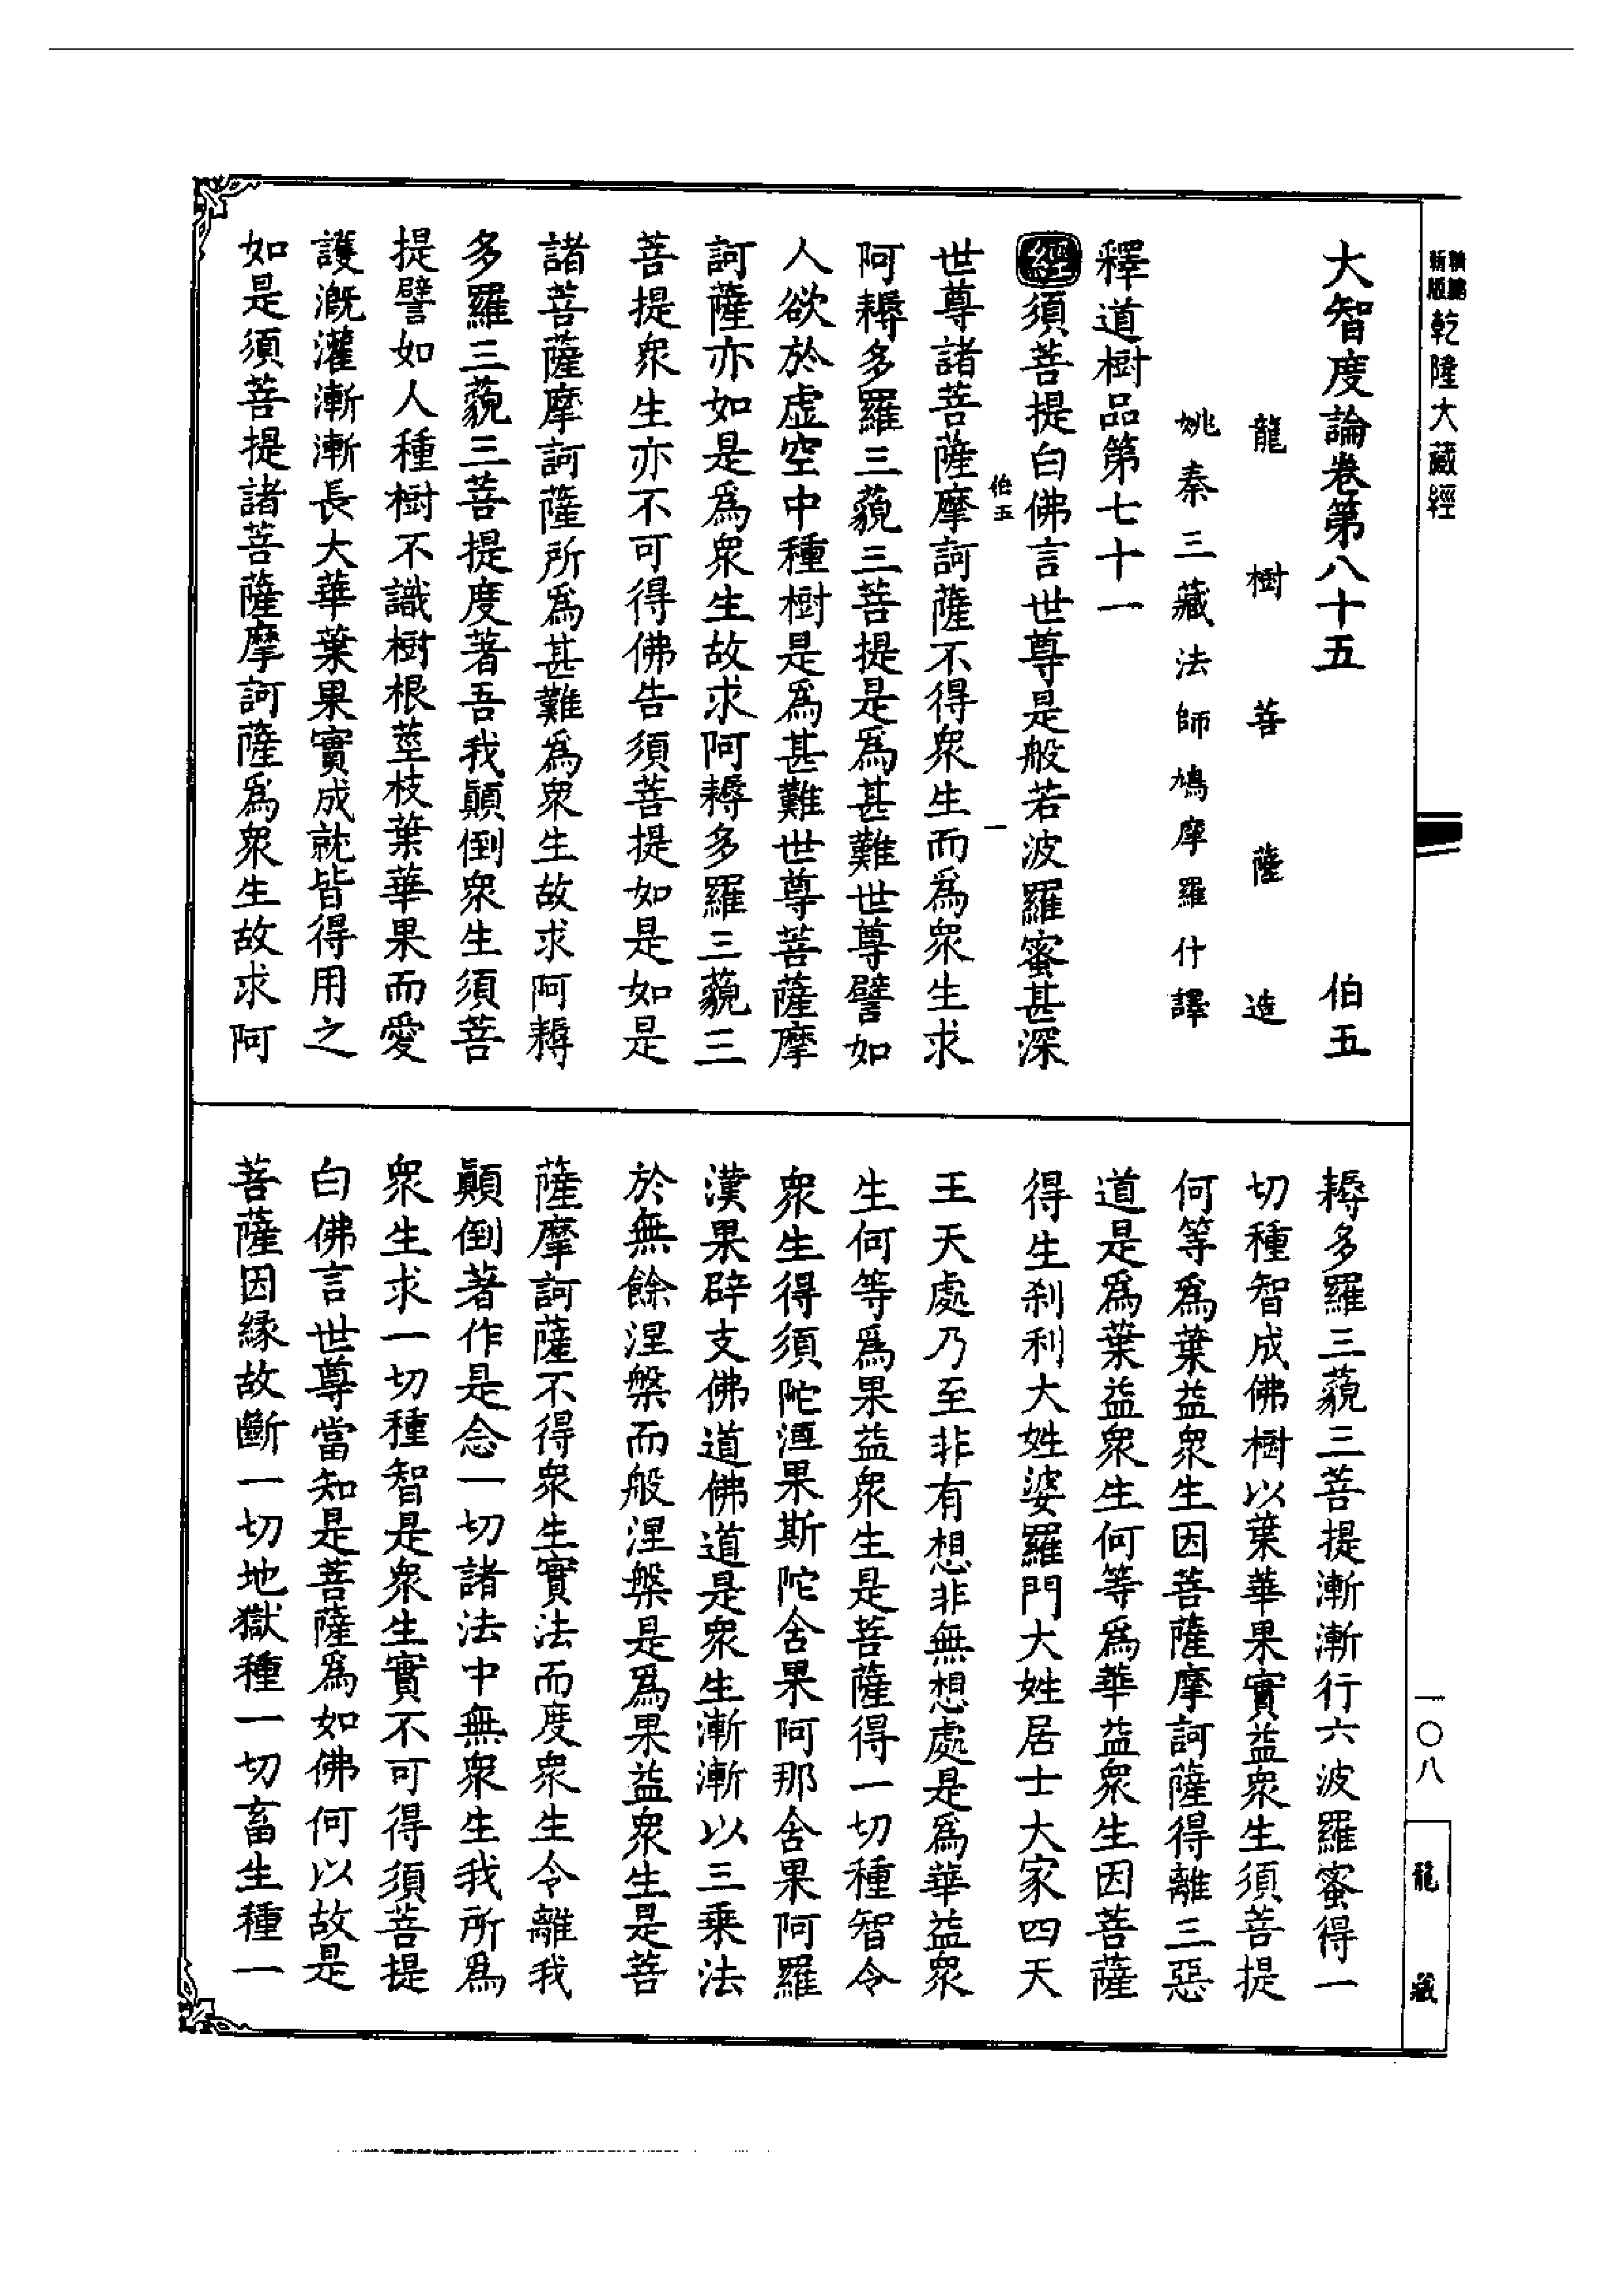 新版乾隆大藏經
大智度論卷第八十五　伯五
龍樹菩薩造
姚秦三藏法師鳩摩羅什譯
釋道樹品第七十一
經須菩提白佛言世尊是般若波羅蜜甚深
伯五　一
世尊諸菩薩摩訶薩不得衆生而爲衆生求
阿耨多羅三藐三菩提是爲甚難世尊譬如
人欲於虛空中種樹是爲甚難世尊菩薩摩
訶薩亦如是爲衆生故求阿耨多羅三藐三
菩提衆生亦不可得佛告須菩提如是如是
諸菩薩摩訶薩所爲甚難爲衆生故求阿耨
多羅三藐三菩提度著吾我顚倒衆生須菩
提譬如人種樹不識樹根莖枝葉華果而愛
護溉灌漸漸長大華葉果實成就皆得用之
如是須菩提諸菩薩摩訶薩爲衆生故求阿
耨多羅三藐三菩提漸漸行六波羅蜜得一
切種智成佛樹以葉華果實益衆生須菩提
何等爲葉益衆生因菩薩摩訶薩得離三惡
道是爲葉益衆生何等爲華益衆生因菩薩
得生刹利大姓婆羅門大姓居士大家四天
王天處乃至非有想非無想處是爲華益衆
生何等爲果益衆生是菩薩得一切種智令
衆生得須陀洹果斯陀含果阿那含果阿羅
漢果辟支佛道佛道是衆生漸漸以三乘法
於無餘涅槃而般涅槃是爲果益衆生是菩
薩摩訶薩不得衆生實法而度衆生令離我
顚倒著作是念一切諸法中無衆生我所爲
衆生求一切種智是衆生實不可得須菩提
白佛言世尊當知是菩薩爲如佛何以故是
菩薩因緣故斷一切地獄種一切畜生種一
一〇八
龍藏